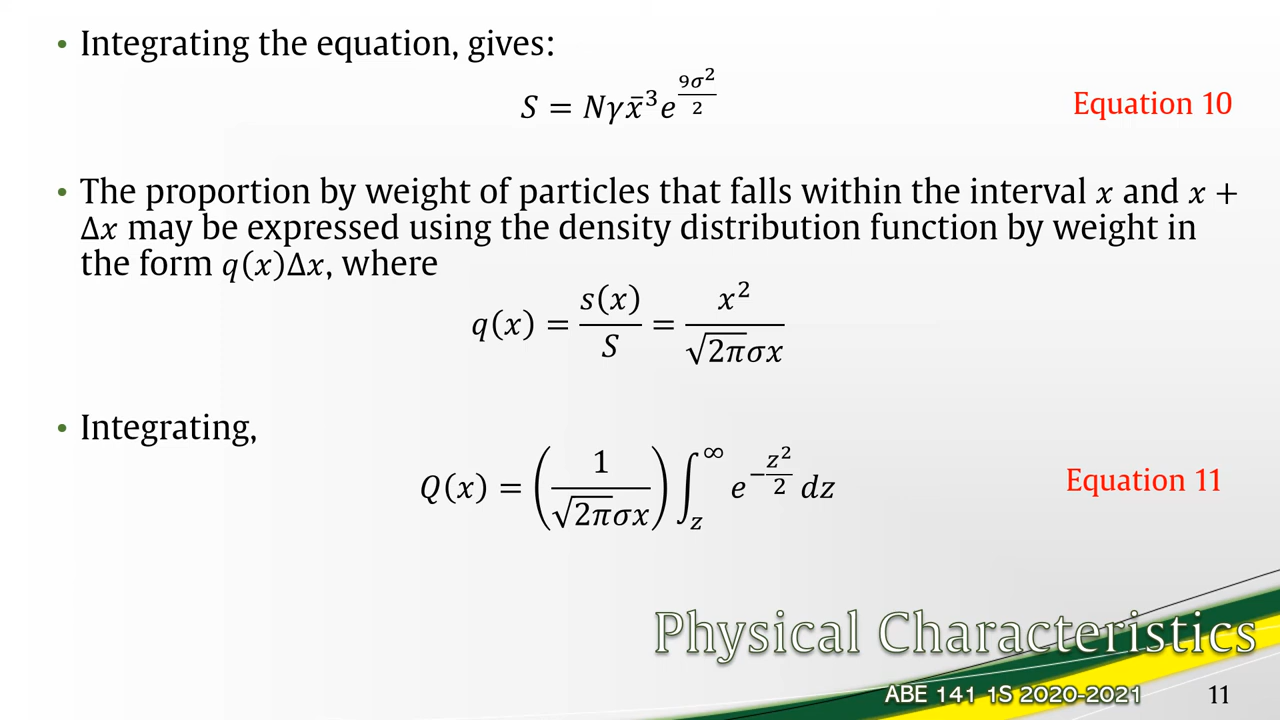 • Integrating the equation, gives:
S = Nγx̄³e^(9σ²/2)
Equation 10
• The proportion by weight of particles that falls within the interval x and x +
Δx may be expressed using the density distribution function by weight in
the form q(x)Δx, where
q(x) = s(x)/S = x²/(√2π σx)
• Integrating,
Q(x) = (1/(√2π σx)) ∫_z^∞ e^(−z²/2) dz
Equation 11
Physical Characteristics
ABE 141 1S 2020-2021
11